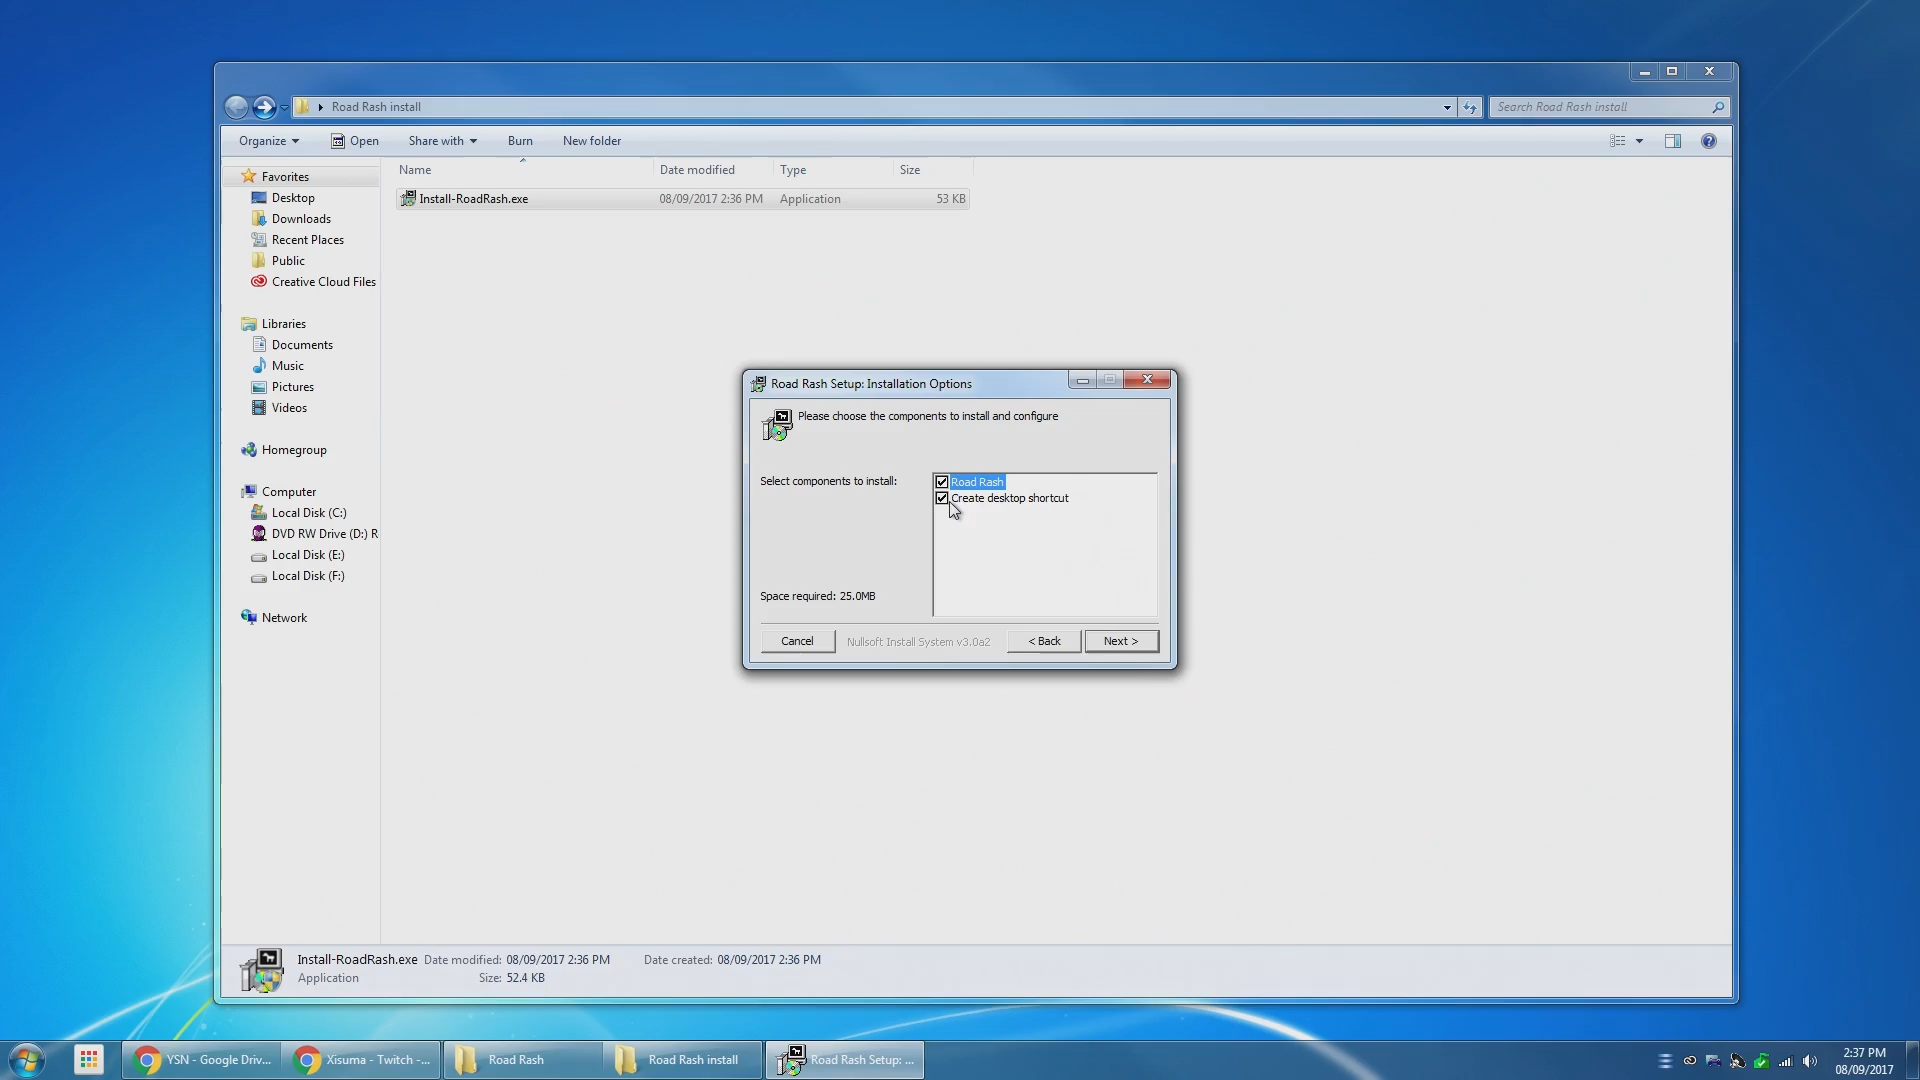 Road Rash install
Search Road Rash install
Organize
Open
Share with
Burn
New folder
Name
Date modified
Type
Size
Install-RoadRash.exe
08/09/2017 2:36 PM
Application
53 KB
Favorites
Desktop
Downloads
Recent Places
Public
Creative Cloud Files
Libraries
Documents
Music
Pictures
Videos
Homegroup
Computer
Local Disk (C:)
DVD RW Drive (D:) R
Local Disk (E:)
Local Disk (F:)
Network
Road Rash Setup: Installation Options
Please choose the components to install and configure
Select components to install:
Road Rash
Create desktop shortcut
Space required: 25.0MB
Cancel
Nullsoft Install System v3.0a2
< Back
Next >
Install-RoadRash.exe
Date modified: 08/09/2017 2:36 PM
Date created: 08/09/2017 2:36 PM
Application
Size: 52.4 KB
YSN - Google Driv...
Xisuma - Twitch -...
Road Rash
Road Rash install
Road Rash Setup: ...
2:37 PM
08/09/2017